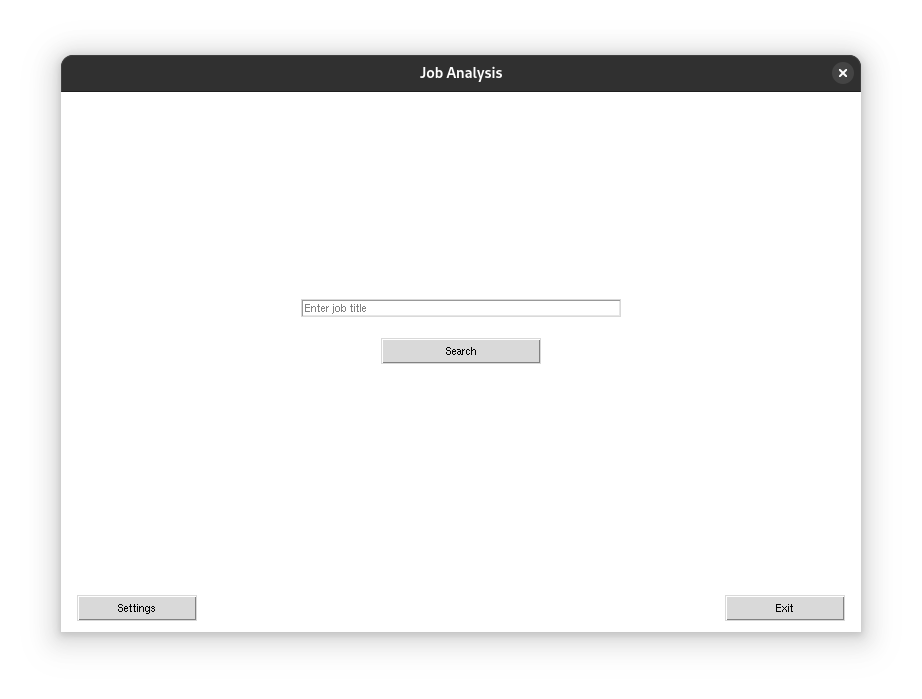 Job Analysis
Enter job title
Search
Settings
Exit